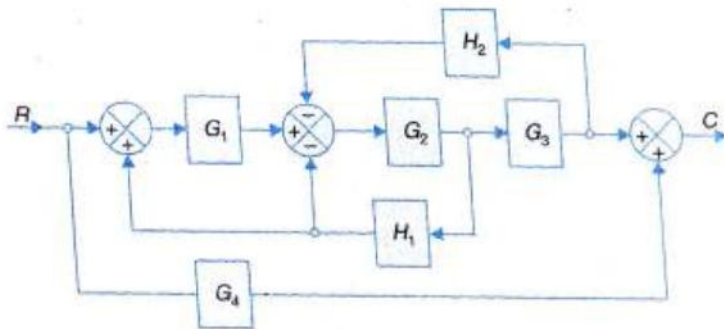 H₂
R
+
+
G₁
−
+
−
G₂
G₃
+
+
C
H₁
G₄